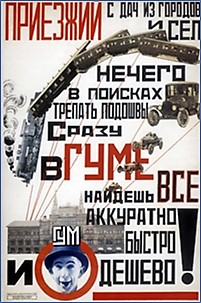 ПРИЕЗЖИЙ С ДАЧ ИЗ ГОРОДОВ
И СЕЛ
НЕЧЕГО
В ПОИСКАХ
ТРЕПАТЬ ПОДОШВЫ
СРАЗУ
В ГУМЕ
НАЙДЕШЬ ВСЕ
АККУРАТНО
ГУМ БЫСТРО
И ДЕШЕВО!